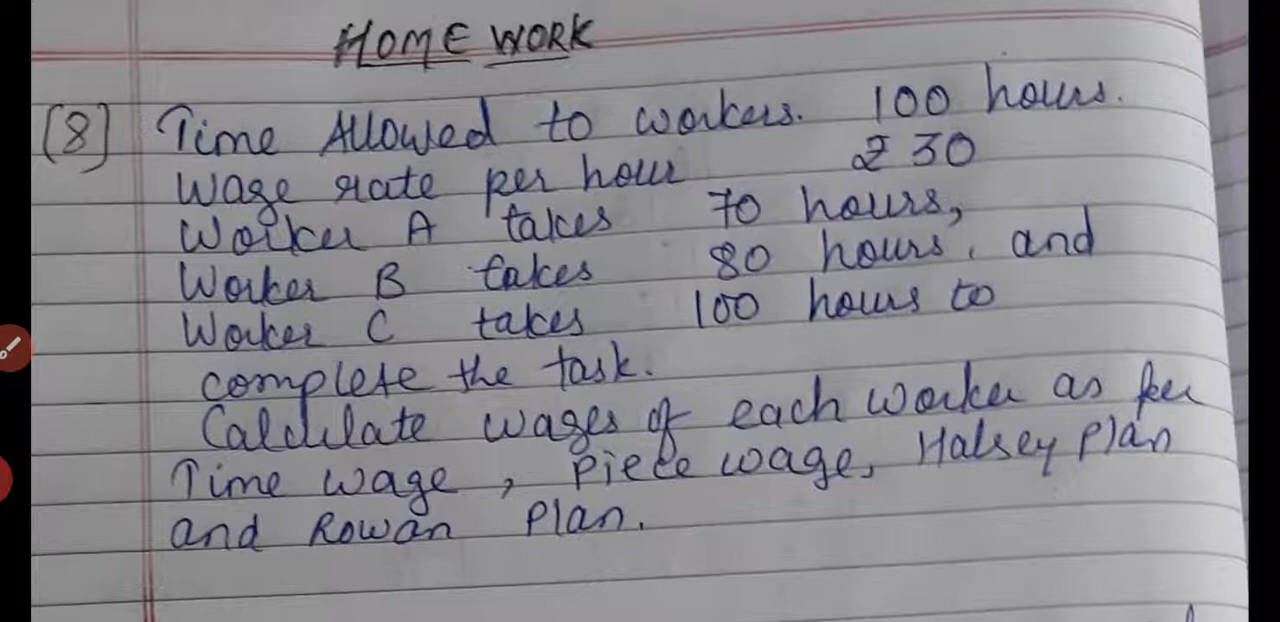 HOME WORK
[8] Time Allowed to workers. 100 hours.
Wage rate per hour ₹ 30
Worker A takes 70 hours,
Worker B takes 80 hours, and
Worker C takes 100 hours to
complete the task.
Calculate wages of each worker as per
Time wage, piece wage, Halsey plan
and Rowan Plan.